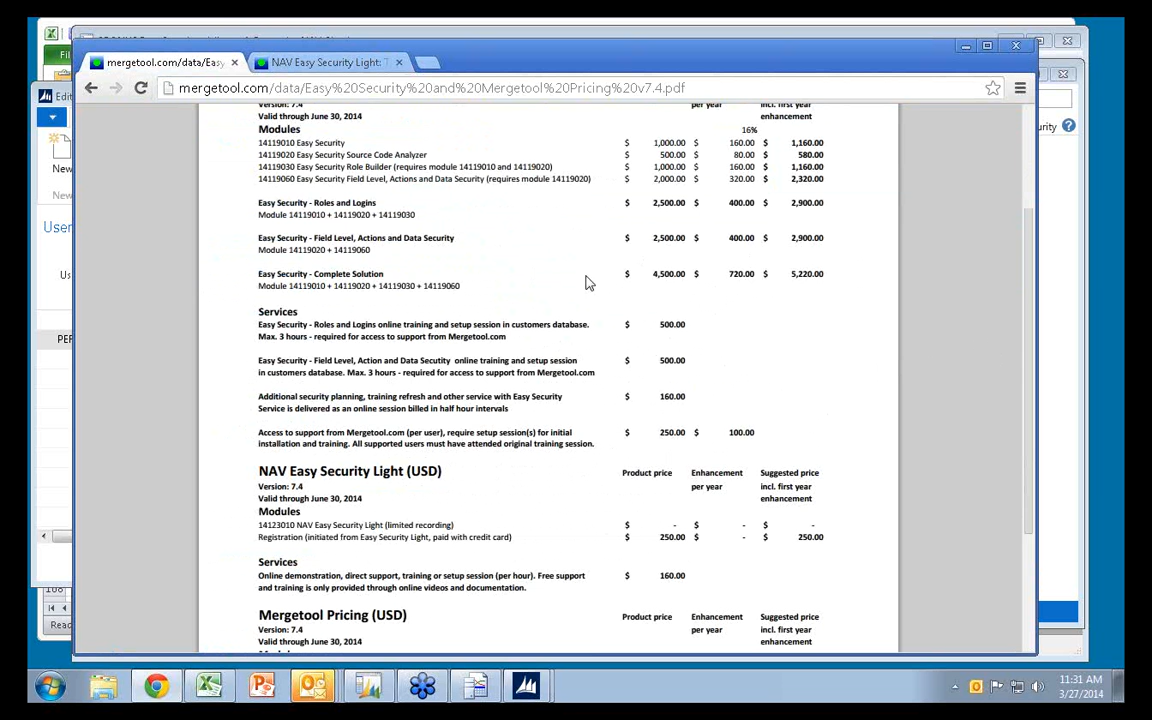 Fil
mergetool.com/data/Easy
NAV Easy Security Light: T
mergetool.com/data/Easy%20Security%20and%20Mergetool%20Pricing%20v7.4.pdf
Edit
New
New
User
Us
PEF
urity
Version: 7.4 per year incl. first year
Valid through June 30, 2014 enhancement
Modules 16%
14119010 Easy Security $ 1,000.00 $ 160.00 $ 1,160.00
14119020 Easy Security Source Code Analyzer $ 500.00 $ 80.00 $ 580.00
14119030 Easy Security Role Builder (requires module 14119010 and 14119020) $ 1,000.00 $ 160.00 $ 1,160.00
14119060 Easy Security Field Level, Actions and Data Security (requires module 14119020) $ 2,000.00 $ 320.00 $ 2,320.00
Easy Security - Roles and Logins $ 2,500.00 $ 400.00 $ 2,900.00
Module 14119010 + 14119020 + 14119030
Easy Security - Field Level, Actions and Data Security $ 2,500.00 $ 400.00 $ 2,900.00
Module 14119020 + 14119060
Easy Security - Complete Solution $ 4,500.00 $ 720.00 $ 5,220.00
Module 14119010 + 14119020 + 14119030 + 14119060
Services
Easy Security - Roles and Logins online training and setup session in customers database. $ 500.00
Max. 3 hours - required for access to support from Mergetool.com
Easy Security - Field Level, Action and Data Secutity online training and setup session $ 500.00
in customers database. Max. 3 hours - required for access to support from Mergetool.com
Additional security planning, training refresh and other service with Easy Security $ 160.00
Service is delivered as an online session billed in half hour intervals
Access to support from Mergetool.com (per user), require setup session(s) for initial $ 250.00 $ 100.00
installation and training. All supported users must have attended original training session.
NAV Easy Security Light (USD) Product price Enhancement Suggested price
Version: 7.4 per year incl. first year
Valid through June 30, 2014 enhancement
Modules
14123010 NAV Easy Security Light (limited recording) $ - $ - $ -
Registration (initiated from Easy Security Light, paid with credit card) $ 250.00 $ - $ 250.00
Services
Online demonstration, direct support, training or setup session (per hour). Free support $ 160.00
and training is only provided through online videos and documentation.
Mergetool Pricing (USD) Product price Enhancement Suggested price
Version: 7.4 per year incl. first year
Valid through June 30, 2014 enhancement
Read
11:31 AM
3/27/2014